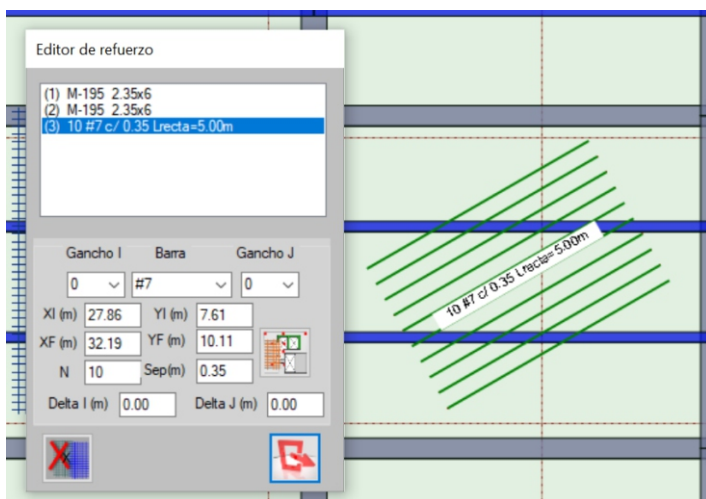 Editor de refuerzo
(1) M-195 2.35x6
(2) M-195 2.35x6
(3) 10 #7 c/ 0.35 Lrecta=5.00m
Gancho I Barra Gancho J
0 #7 0
XI (m) 27.86 YI (m) 7.61
XF (m) 32.19 YF (m) 10.11
N 10 Sep(m) 0.35
Delta I (m) 0.00 Delta J (m) 0.00
10 #7 c/ 0.35 Lrecta=5.00m